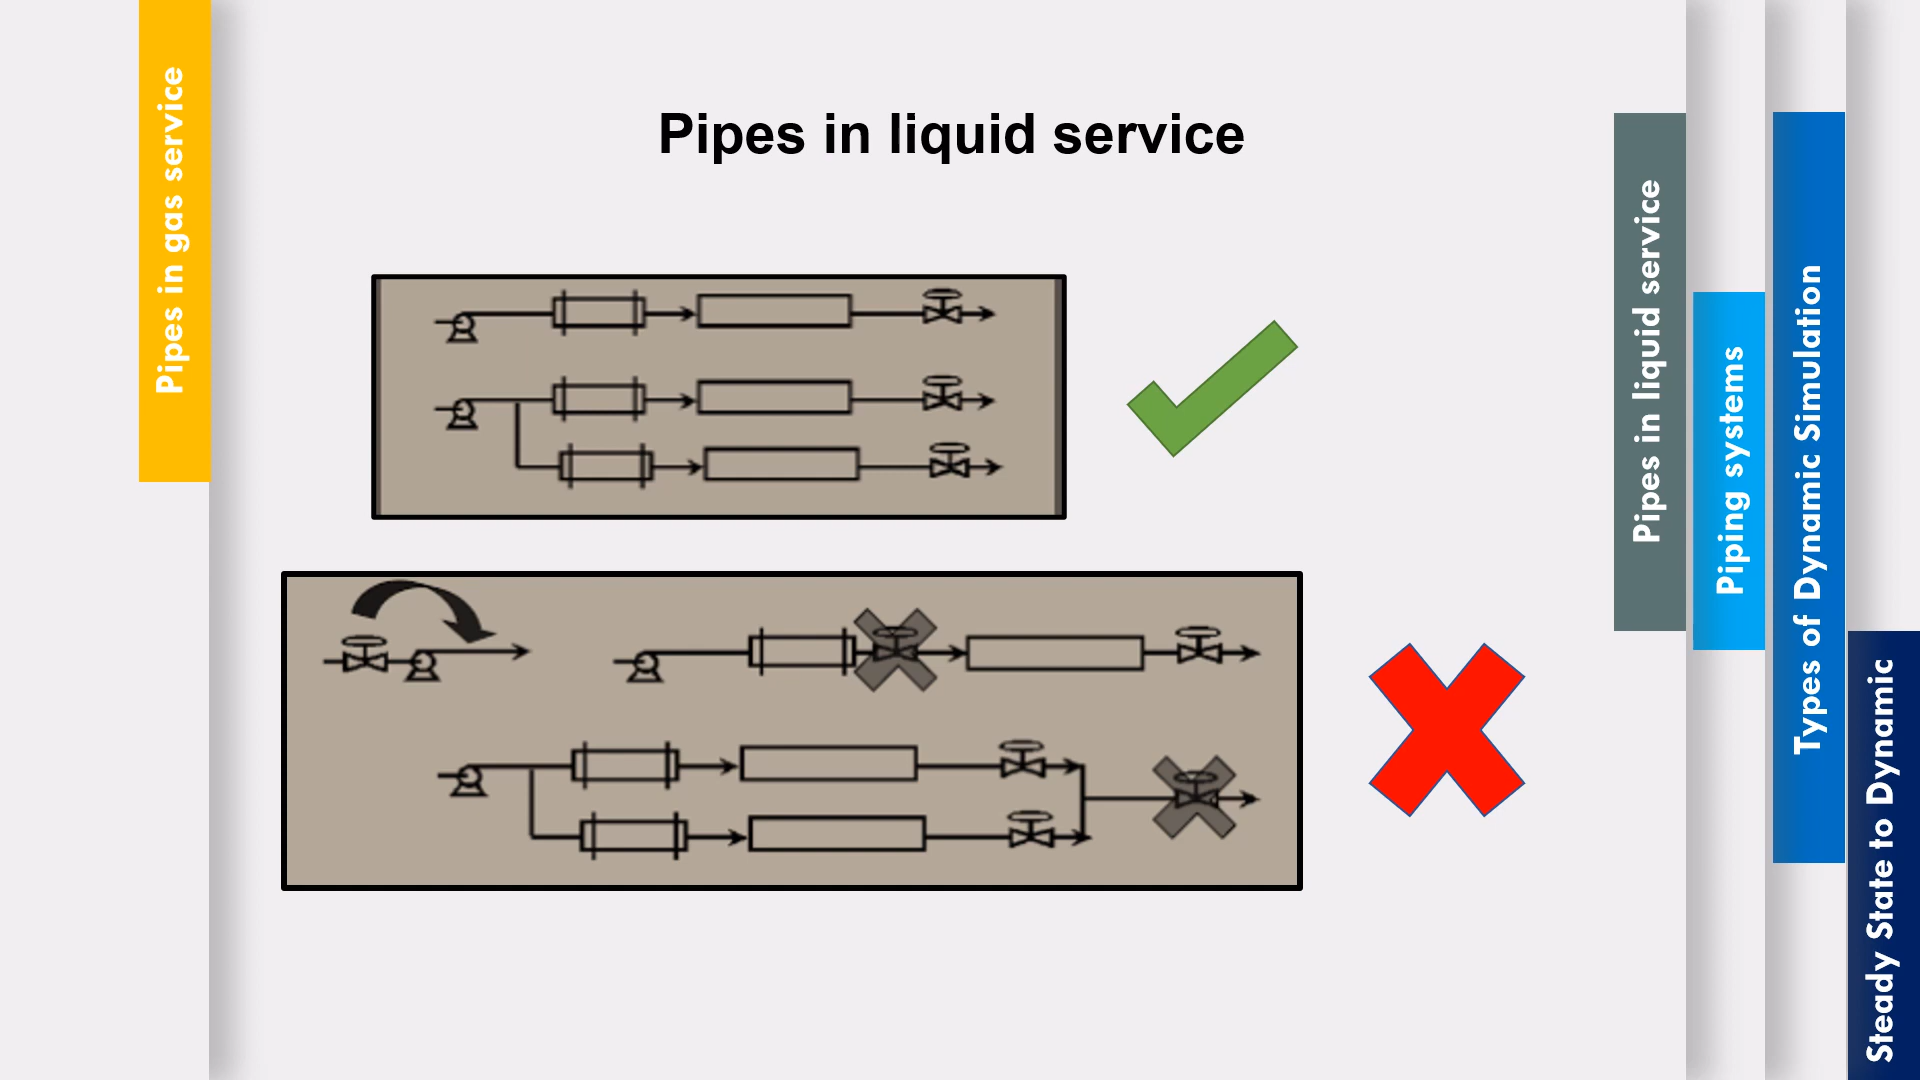 Pipes in gas service
Pipes in liquid service
Pipes in liquid service
Piping systems
Types of Dynamic Simulation
Steady State to Dynamic